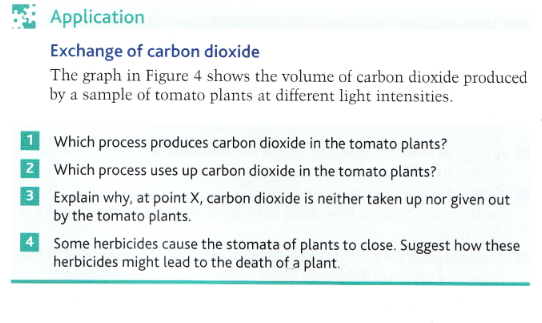 Application
Exchange of carbon dioxide
The graph in Figure 4 shows the volume of carbon dioxide produced
by a sample of tomato plants at different light intensities.
1 Which process produces carbon dioxide in the tomato plants?
2 Which process uses up carbon dioxide in the tomato plants?
3 Explain why, at point X, carbon dioxide is neither taken up nor given out
by the tomato plants.
4 Some herbicides cause the stomata of plants to close. Suggest how these
herbicides might lead to the death of a plant.